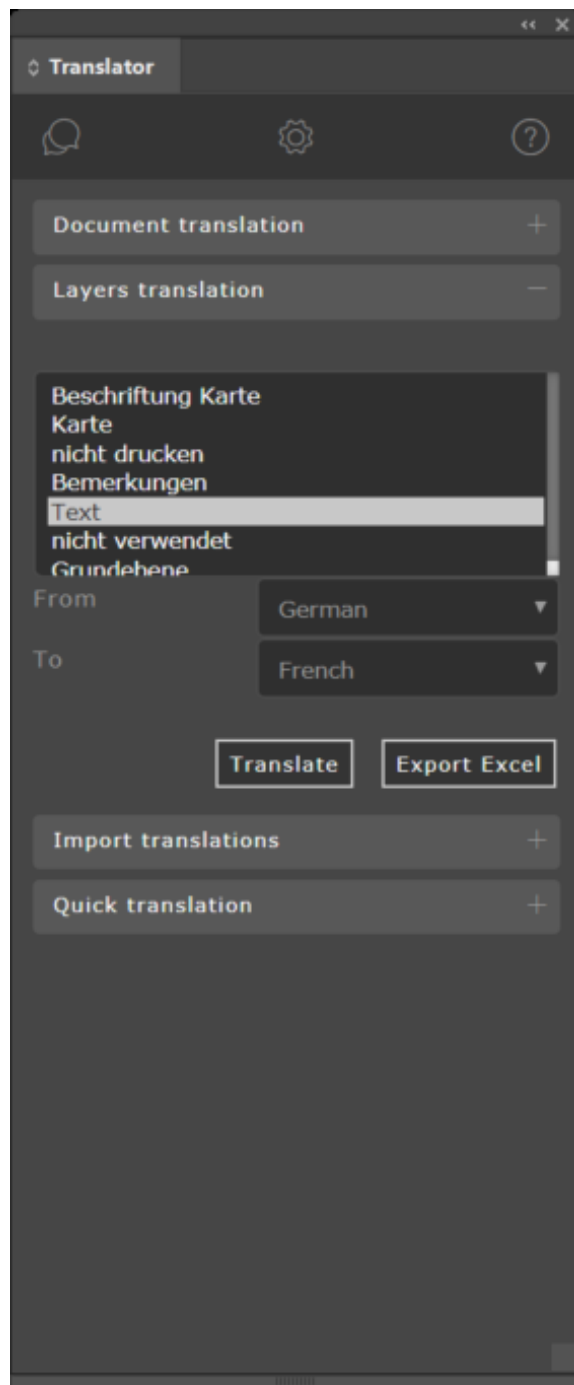 Translator
Document translation
Layers translation
Beschriftung Karte
Karte
nicht drucken
Bemerkungen
Text
nicht verwendet
Grundebene
From German
To French
Translate Export Excel
Import translations
Quick translation